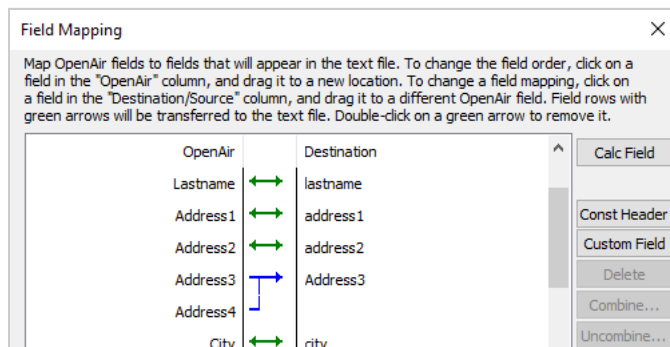 Field Mapping
Map OpenAir fields to fields that will appear in the text file. To change the field order, click on a
field in the "OpenAir" column, and drag it to a new location. To change a field mapping, click on
a field in the "Destination/Source" column, and drag it to a different OpenAir field. Field rows with
green arrows will be transferred to the text file. Double-click on a green arrow to remove it.
OpenAir Destination
Calc Field
Lastname lastname
Address1 address1
Const Header
Address2 address2
Custom Field
Address3 Address3
Delete
Address4
Combine...
City city
Uncombine...